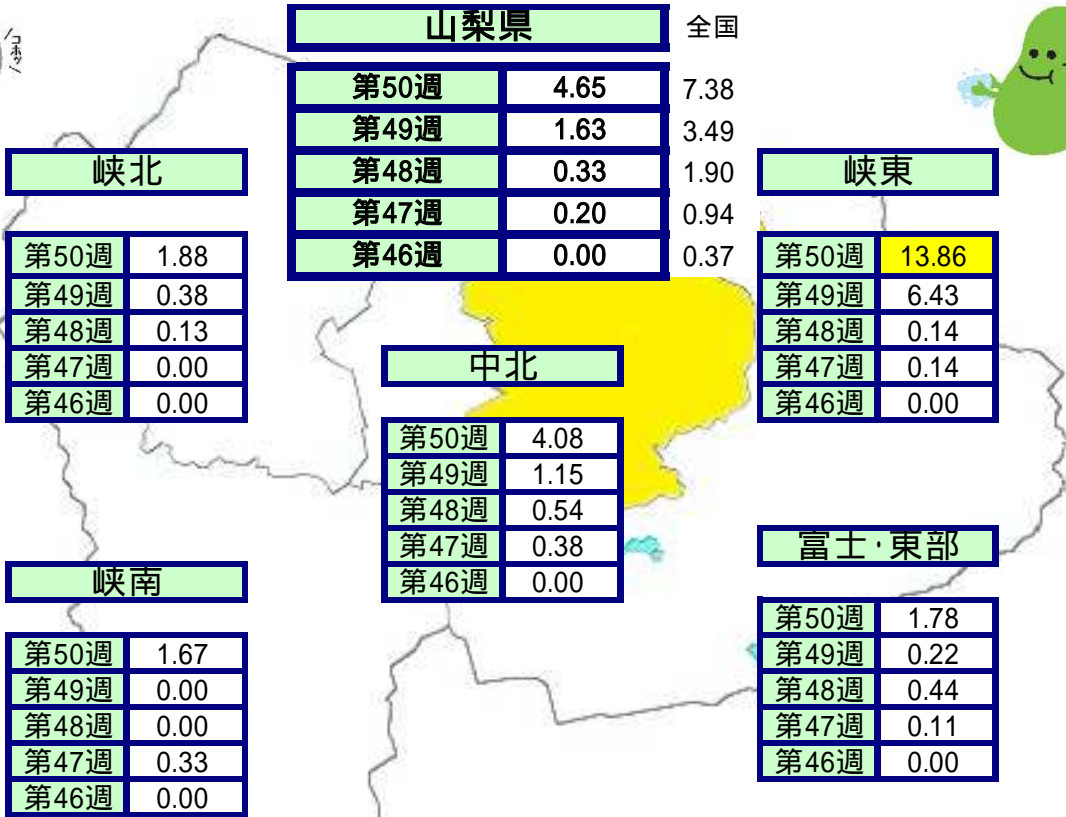 コホッ
山梨県 全国
第50週 4.65 7.38
第49週 1.63 3.49
第48週 0.33 1.90
第47週 0.20 0.94
第46週 0.00 0.37
峡北
第50週 1.88
第49週 0.38
第48週 0.13
第47週 0.00
第46週 0.00
峡東
第50週 13.86
第49週 6.43
第48週 0.14
第47週 0.14
第46週 0.00
中北
第50週 4.08
第49週 1.15
第48週 0.54
第47週 0.38
第46週 0.00
峡南
第50週 1.67
第49週 0.00
第48週 0.00
第47週 0.33
第46週 0.00
富士･東部
第50週 1.78
第49週 0.22
第48週 0.44
第47週 0.11
第46週 0.00